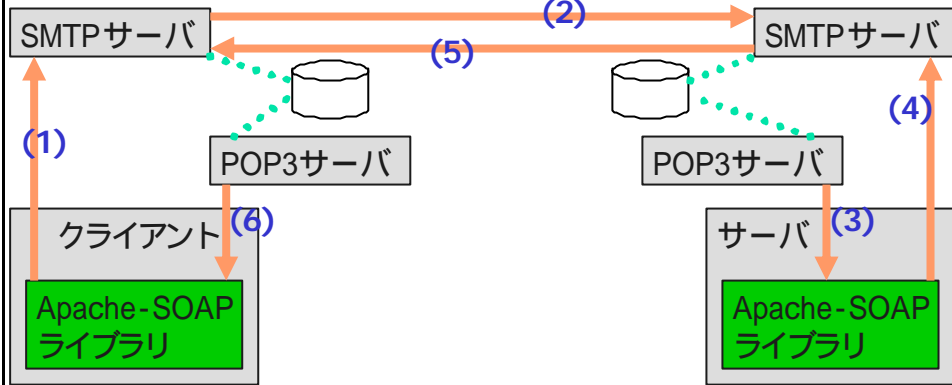 (2)
SMTPサーバ
SMTPサーバ
(5)
(1)
(4)
POP3サーバ
POP3サーバ
クライアント
(6)
サーバ
(3)
Apache-SOAP
ライブラリ
Apache-SOAP
ライブラリ